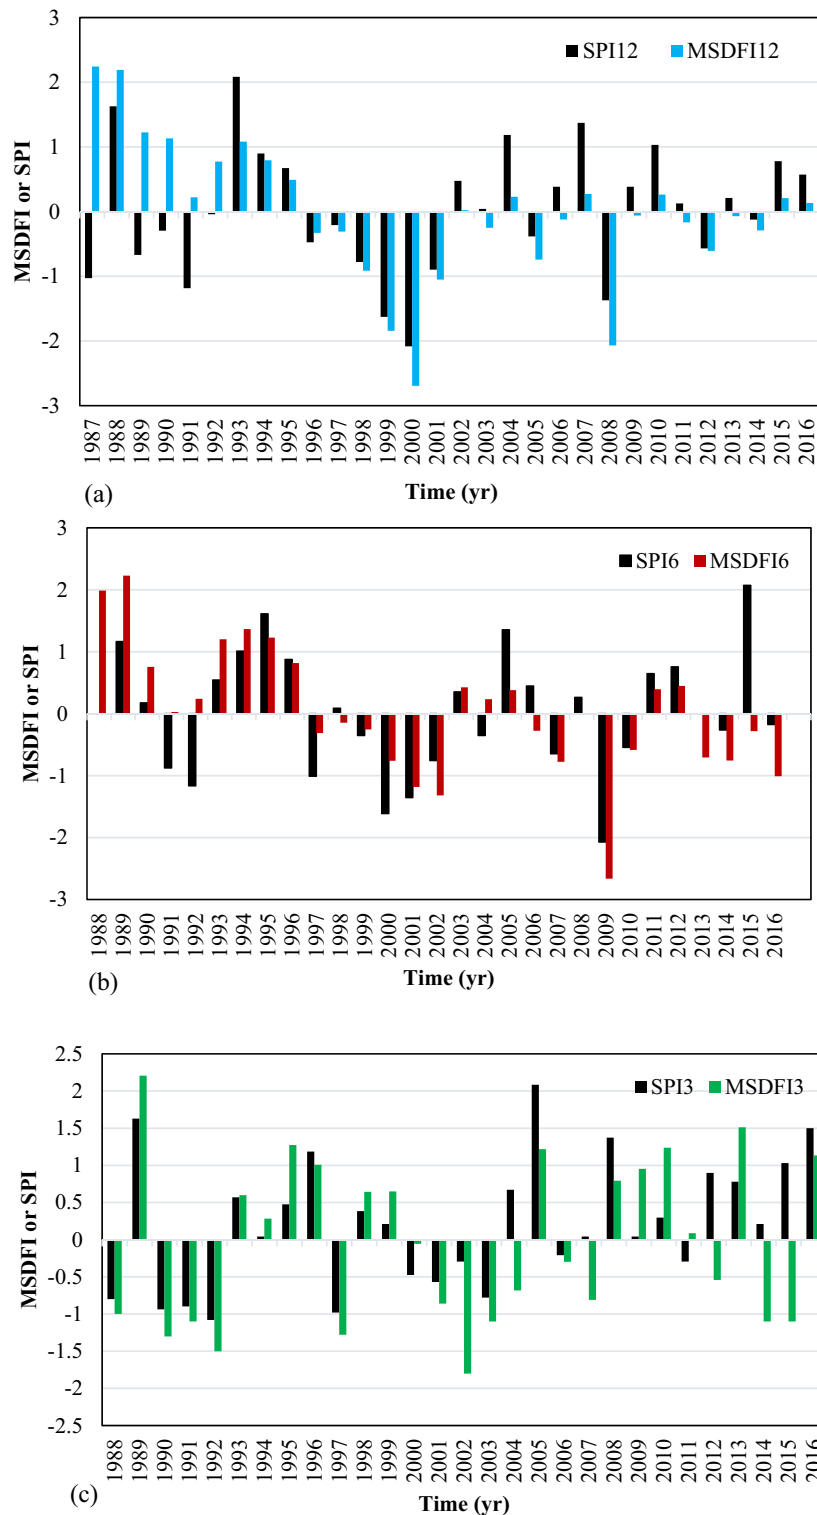 3
2
1
0
-1
-2
-3
MSDFI or SPI
SPI12 MSDFI12
1987 1988 1989 1990 1991 1992 1993 1994 1995 1996 1997 1998 1999 2000 2001 2002 2003 2004 2005 2006 2007 2008 2009 2010 2011 2012 2013 2014 2015 2016
(a)
Time (yr)
3
2
1
0
-1
-2
-3
MSDFI or SPI
SPI6 MSDFI6
1988 1989 1990 1991 1992 1993 1994 1995 1996 1997 1998 1999 2000 2001 2002 2003 2004 2005 2006 2007 2008 2009 2010 2011 2012 2013 2014 2015 2016
(b)
Time (yr)
2.5
2
1.5
1
0.5
0
-0.5
-1
-1.5
-2
-2.5
MSDFI or SPI
SPI3 MSDFI3
1988 1989 1990 1991 1992 1993 1994 1995 1996 1997 1998 1999 2000 2001 2002 2003 2004 2005 2006 2007 2008 2009 2010 2011 2012 2013 2014 2015 2016
(c)
Time (yr)